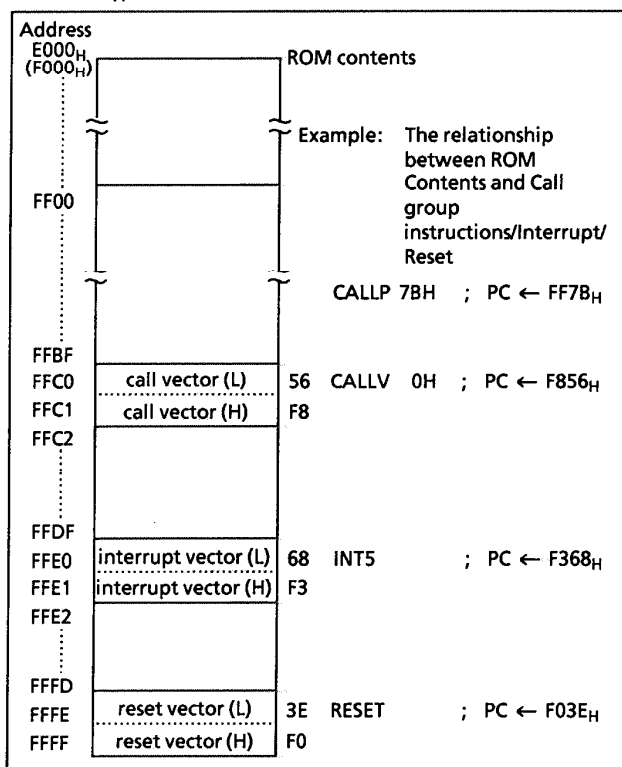 Address
E000H
(F000H)
ROM contents
Example: The relationship
between ROM
Contents and Call
group
instructions/Interrupt/
Reset
FF00
CALLP 7BH ; PC ← FF7BH
FFBF
FFC0 call vector (L) 56 CALLV 0H ; PC ← F856H
FFC1 call vector (H) F8
FFC2
FFDF
FFE0 interrupt vector (L) 68 INT5 ; PC ← F368H
FFE1 interrupt vector (H) F3
FFE2
FFFD
FFFE reset vector (L) 3E RESET ; PC ← F03EH
FFFF reset vector (H) F0